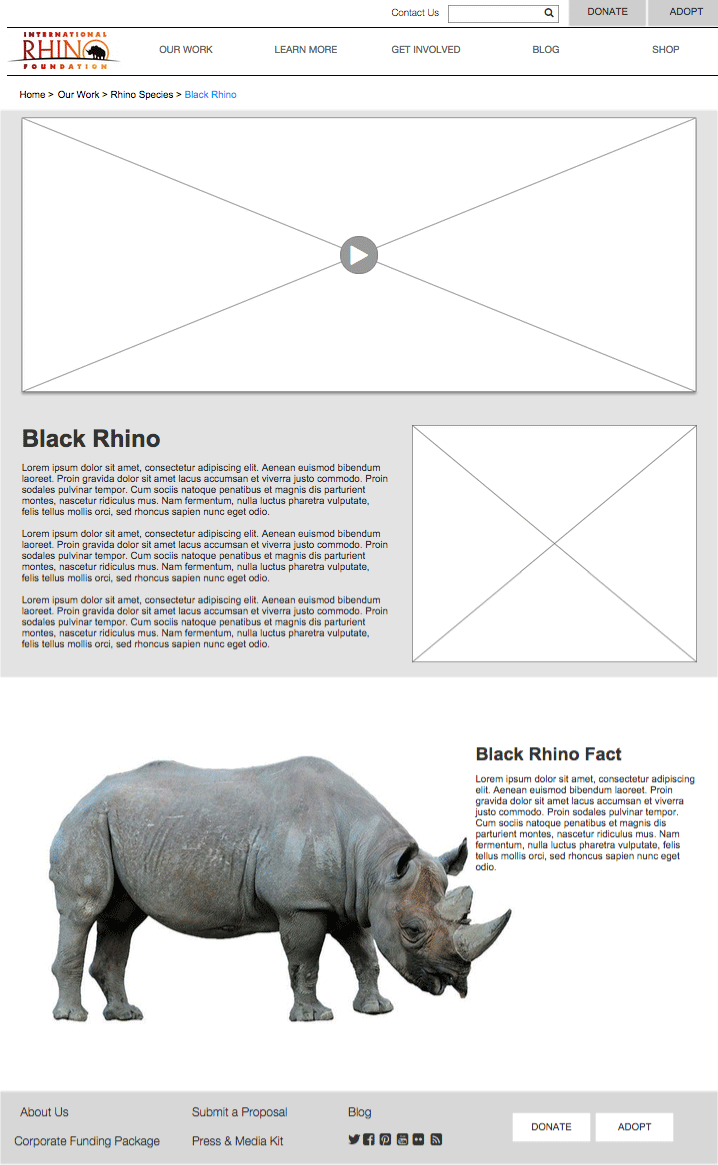 Contact Us
DONATE
ADOPT
INTERNATIONAL
RHINO
FOUNDATION
OUR WORK
LEARN MORE
GET INVOLVED
BLOG
SHOP
Home > Our Work > Rhino Species > Black Rhino
Black Rhino
Lorem ipsum dolor sit amet, consectetur adipiscing elit. Aenean euismod bibendum
laoreet. Proin gravida dolor sit amet lacus accumsan et viverra justo commodo. Proin
sodales pulvinar tempor. Cum sociis natoque penatibus et magnis dis parturient
montes, nascetur ridiculus mus. Nam fermentum, nulla luctus pharetra vulputate,
felis tellus mollis orci, sed rhoncus sapien nunc eget odio.
Lorem ipsum dolor sit amet, consectetur adipiscing elit. Aenean euismod bibendum
laoreet. Proin gravida dolor sit amet lacus accumsan et viverra justo commodo. Proin
sodales pulvinar tempor. Cum sociis natoque penatibus et magnis dis parturient
montes, nascetur ridiculus mus. Nam fermentum, nulla luctus pharetra vulputate,
felis tellus mollis orci, sed rhoncus sapien nunc eget odio.
Lorem ipsum dolor sit amet, consectetur adipiscing elit. Aenean euismod bibendum
laoreet. Proin gravida dolor sit amet lacus accumsan et viverra justo commodo. Proin
sodales pulvinar tempor. Cum sociis natoque penatibus et magnis dis parturient
montes, nascetur ridiculus mus. Nam fermentum, nulla luctus pharetra vulputate,
felis tellus mollis orci, sed rhoncus sapien nunc eget odio.
Black Rhino Fact
Lorem ipsum dolor sit amet, consectetur adipiscing
elit. Aenean euismod bibendum laoreet. Proin
gravida dolor sit amet lacus accumsan et viverra
justo commodo. Proin sodales pulvinar tempor.
Cum sociis natoque penatibus et magnis dis
parturient montes, nascetur ridiculus mus. Nam
fermentum, nulla luctus pharetra vulputate, felis
tellus mollis orci, sed rhoncus sapien nunc eget
odio.
About Us
Submit a Proposal
Blog
Corporate Funding Package
Press & Media Kit
DONATE
ADOPT